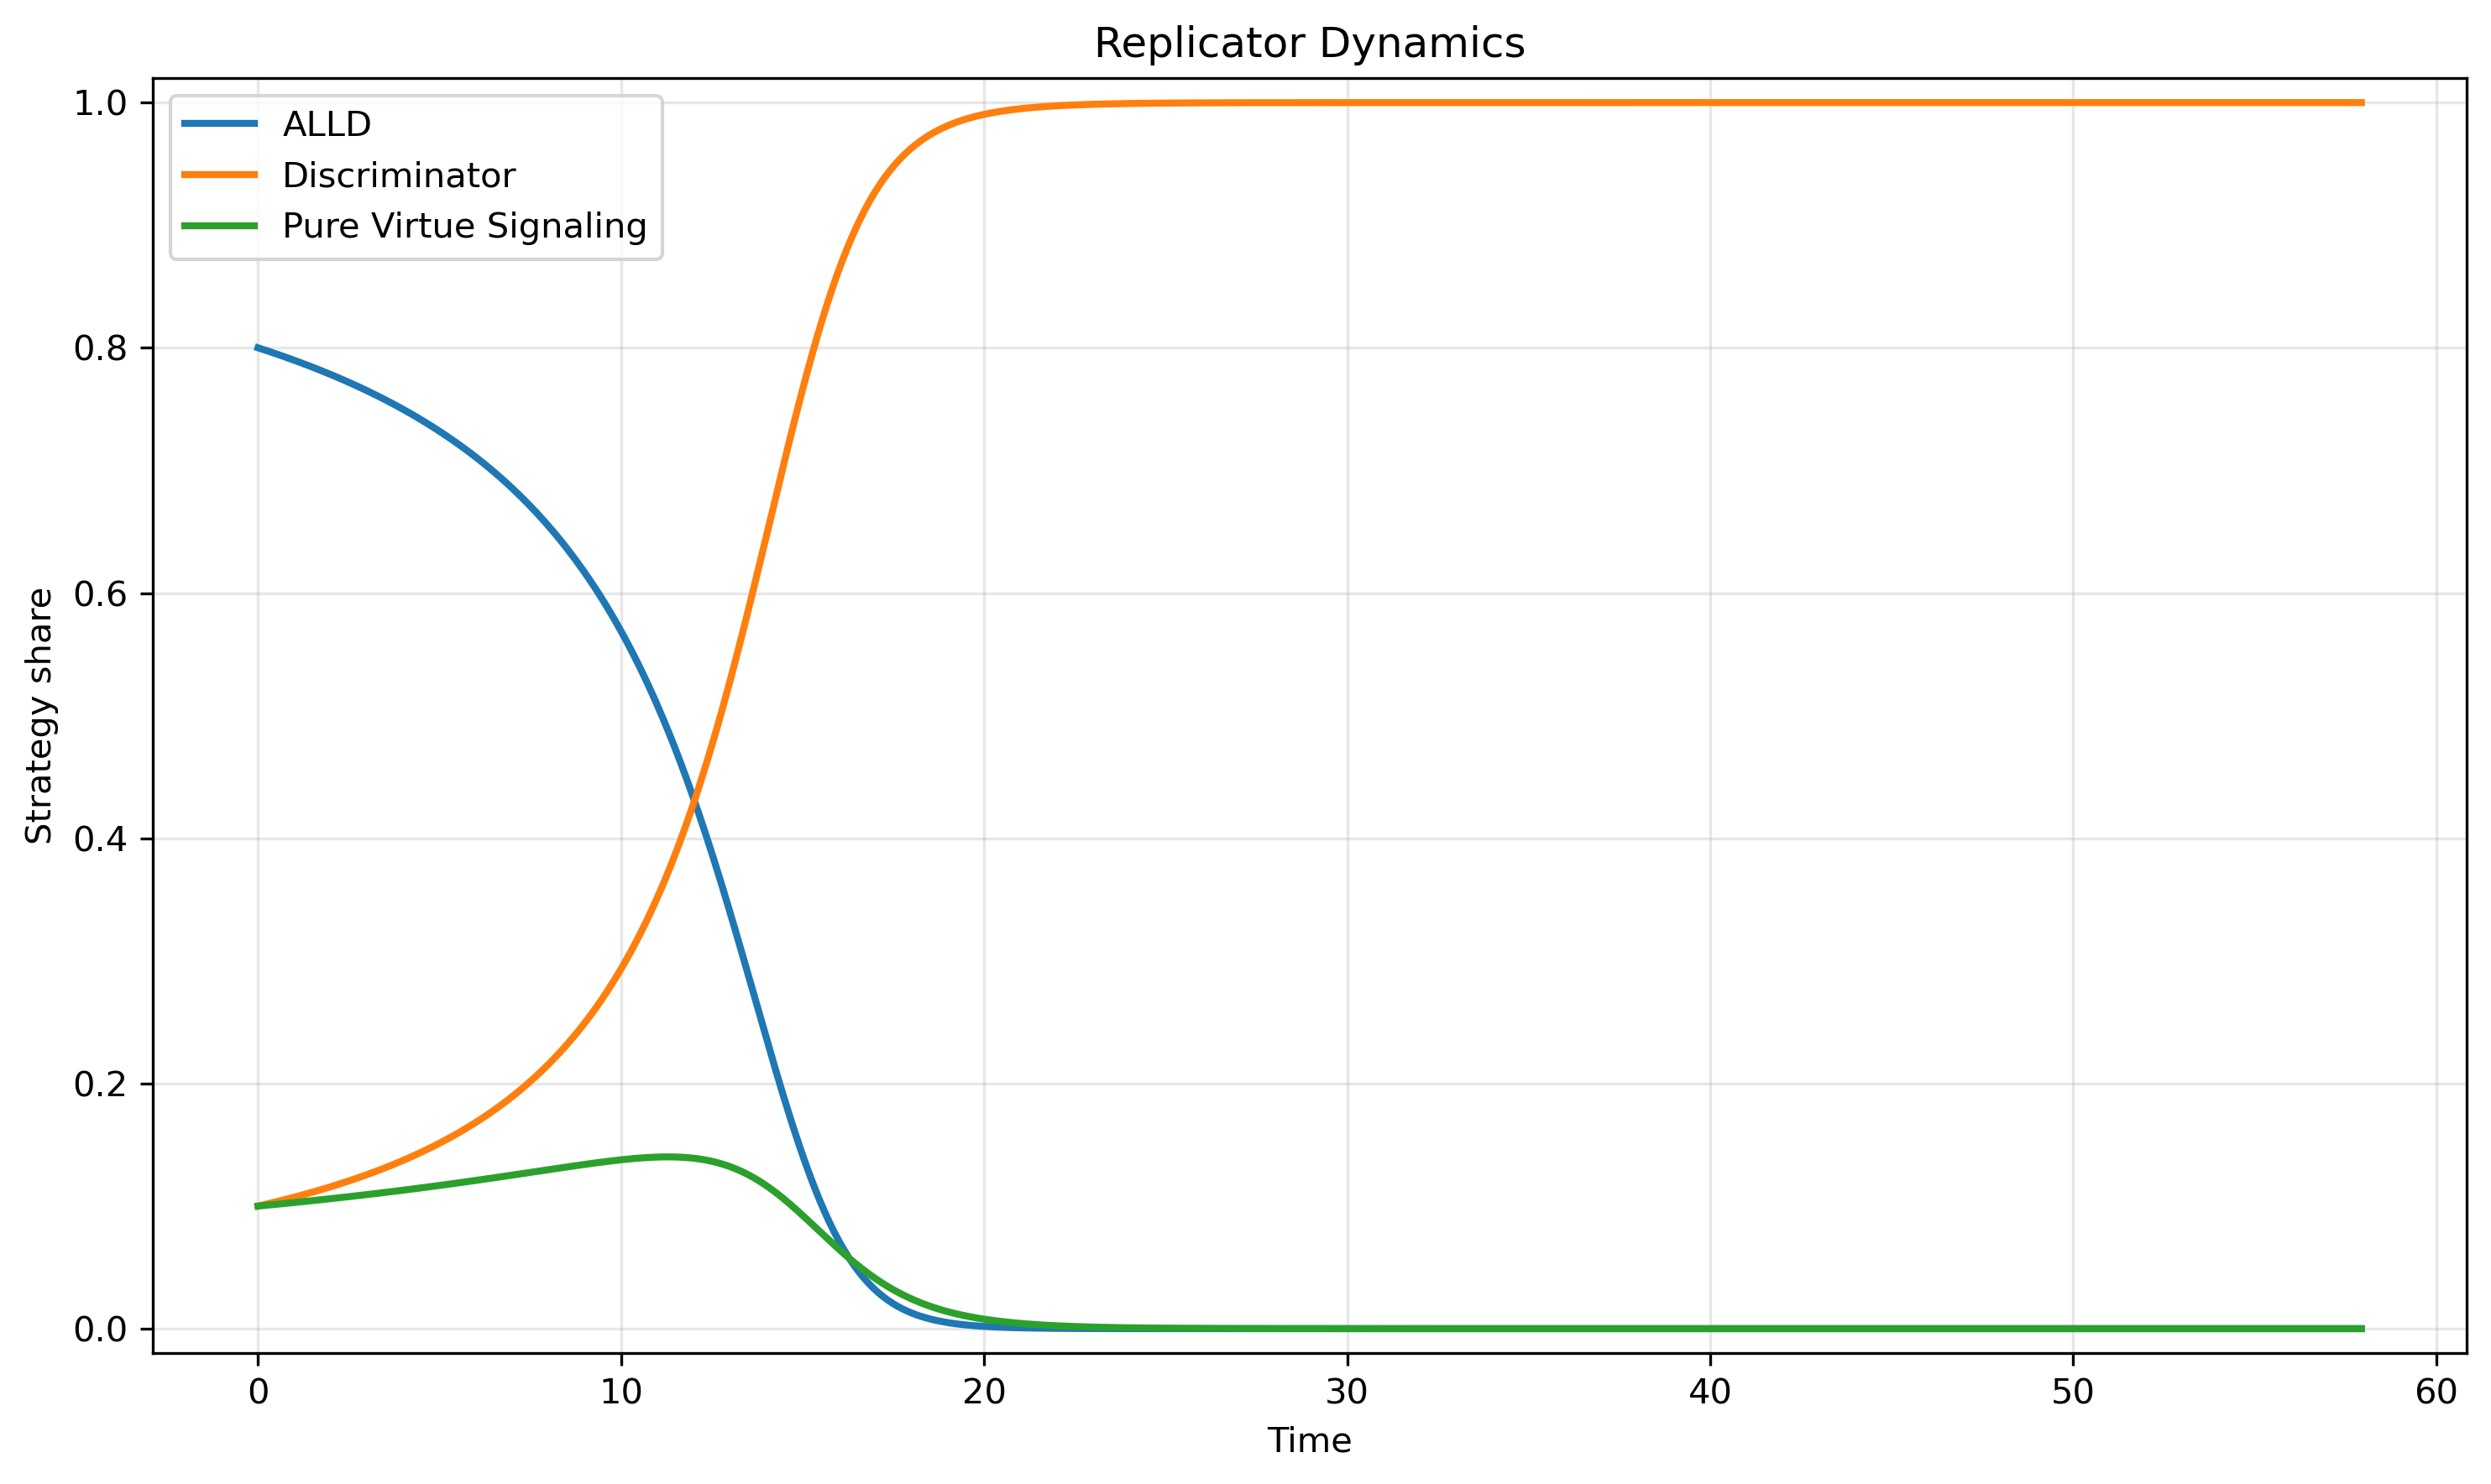 Replicator Dynamics
ALLD
Discriminator
Pure Virtue Signaling
Strategy share
1.0
0.8
0.6
0.4
0.2
0.0
0 10 20 30 40 50 60
Time